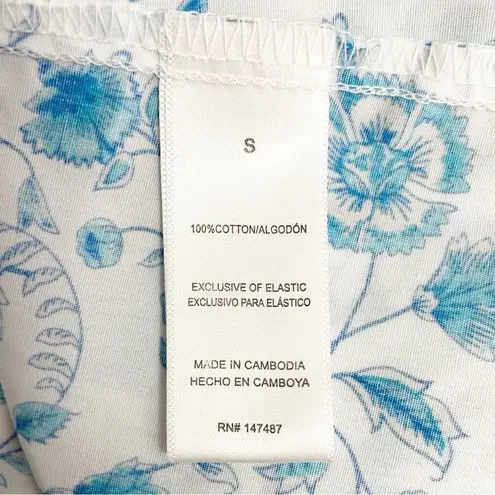 S
100%COTTON/ALGODÓN
EXCLUSIVE OF ELASTIC
EXCLUSIVO PARA ELÁSTICO
MADE IN CAMBODIA
HECHO EN CAMBOYA
RN# 147487